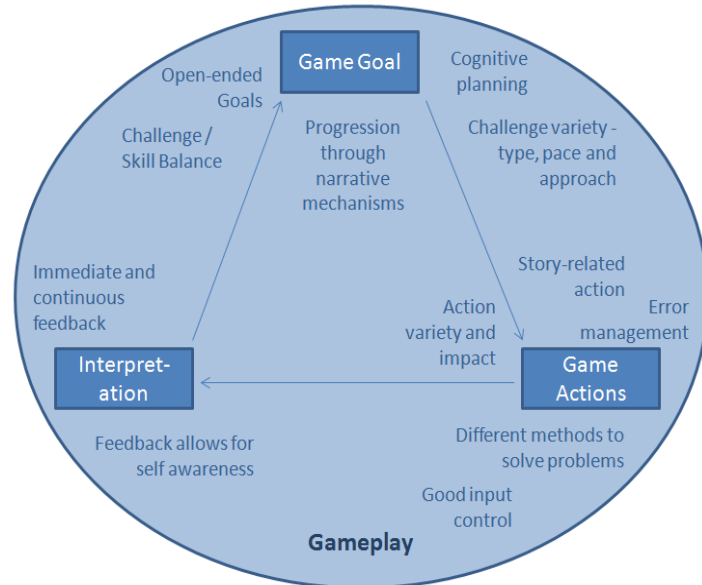 Game Goal
Cognitive
planning
Open-ended
Goals
Challenge /
Skill Balance
Progression
through
narrative
mechanisms
Challenge variety -
type, pace and
approach
Immediate and
continuous
feedback
Story-related
action
Action
variety and
impact
Error
management
Interpret-
ation
Game
Actions
Feedback allows for
self awareness
Different methods to
solve problems
Good input
control
Gameplay